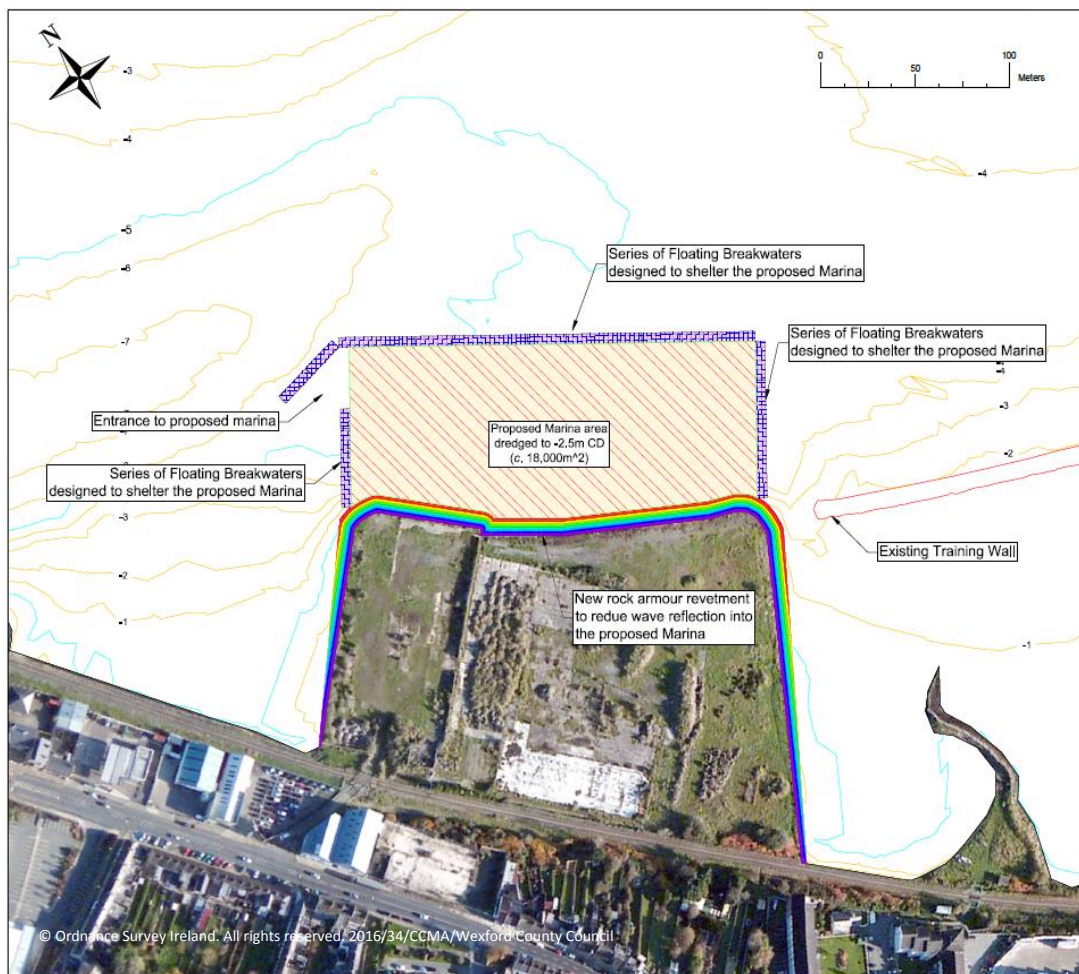 N
0
50
100
Meters
-3
-4
-4
-5
-6
-7
Series of Floating Breakwaters
designed to shelter the proposed Marina
Series of Floating Breakwaters
designed to shelter the proposed Marina
Entrance to proposed marina
Proposed Marina area
dredged to -2.5m CD
(c. 18,000m^2)
Series of Floating Breakwaters
designed to shelter the proposed Marina
-4
-3
-2
-3
-2
-1
Existing Training Wall
New rock armour revetment
to redue wave reflection into
the proposed Marina
-1
© Ordnance Survey Ireland. All rights reserved. 2016/34/CCMA/Wexford County Council